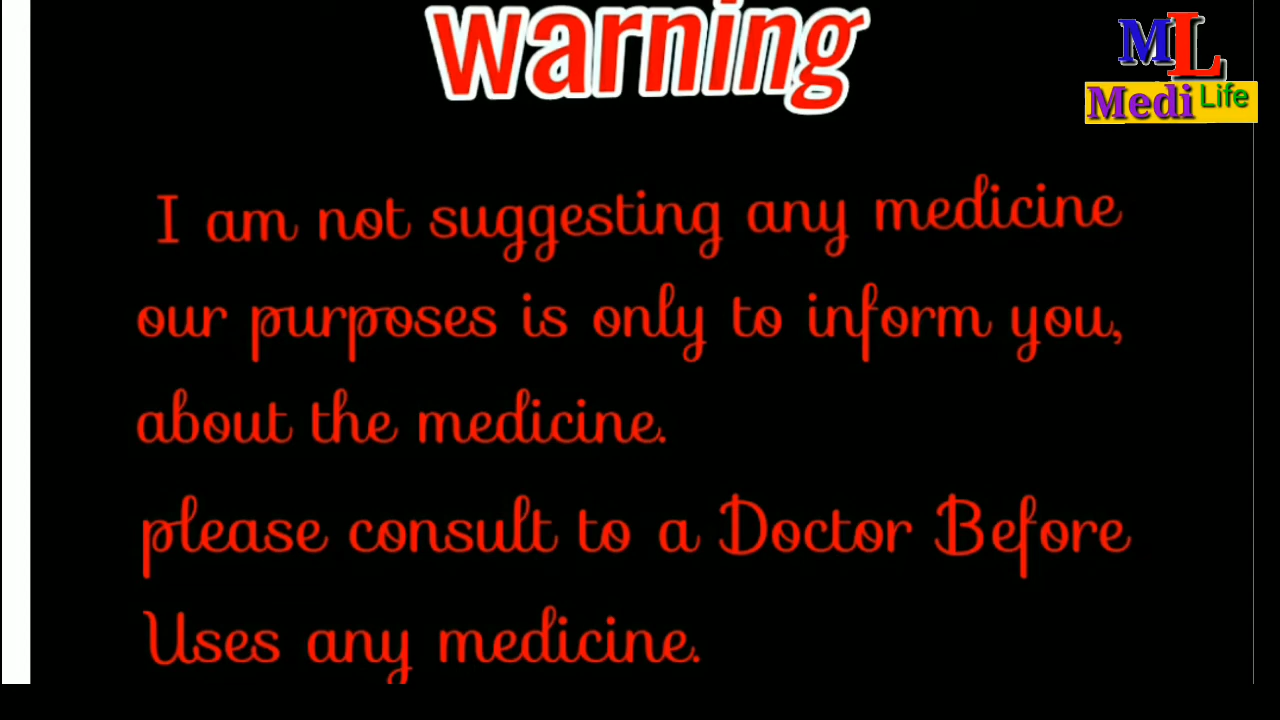 warning
ML
Medi Life
I am not suggesting any medicine
our purposes is only to inform you,
about the medicine.
please consult to a Doctor Before
Uses any medicine.